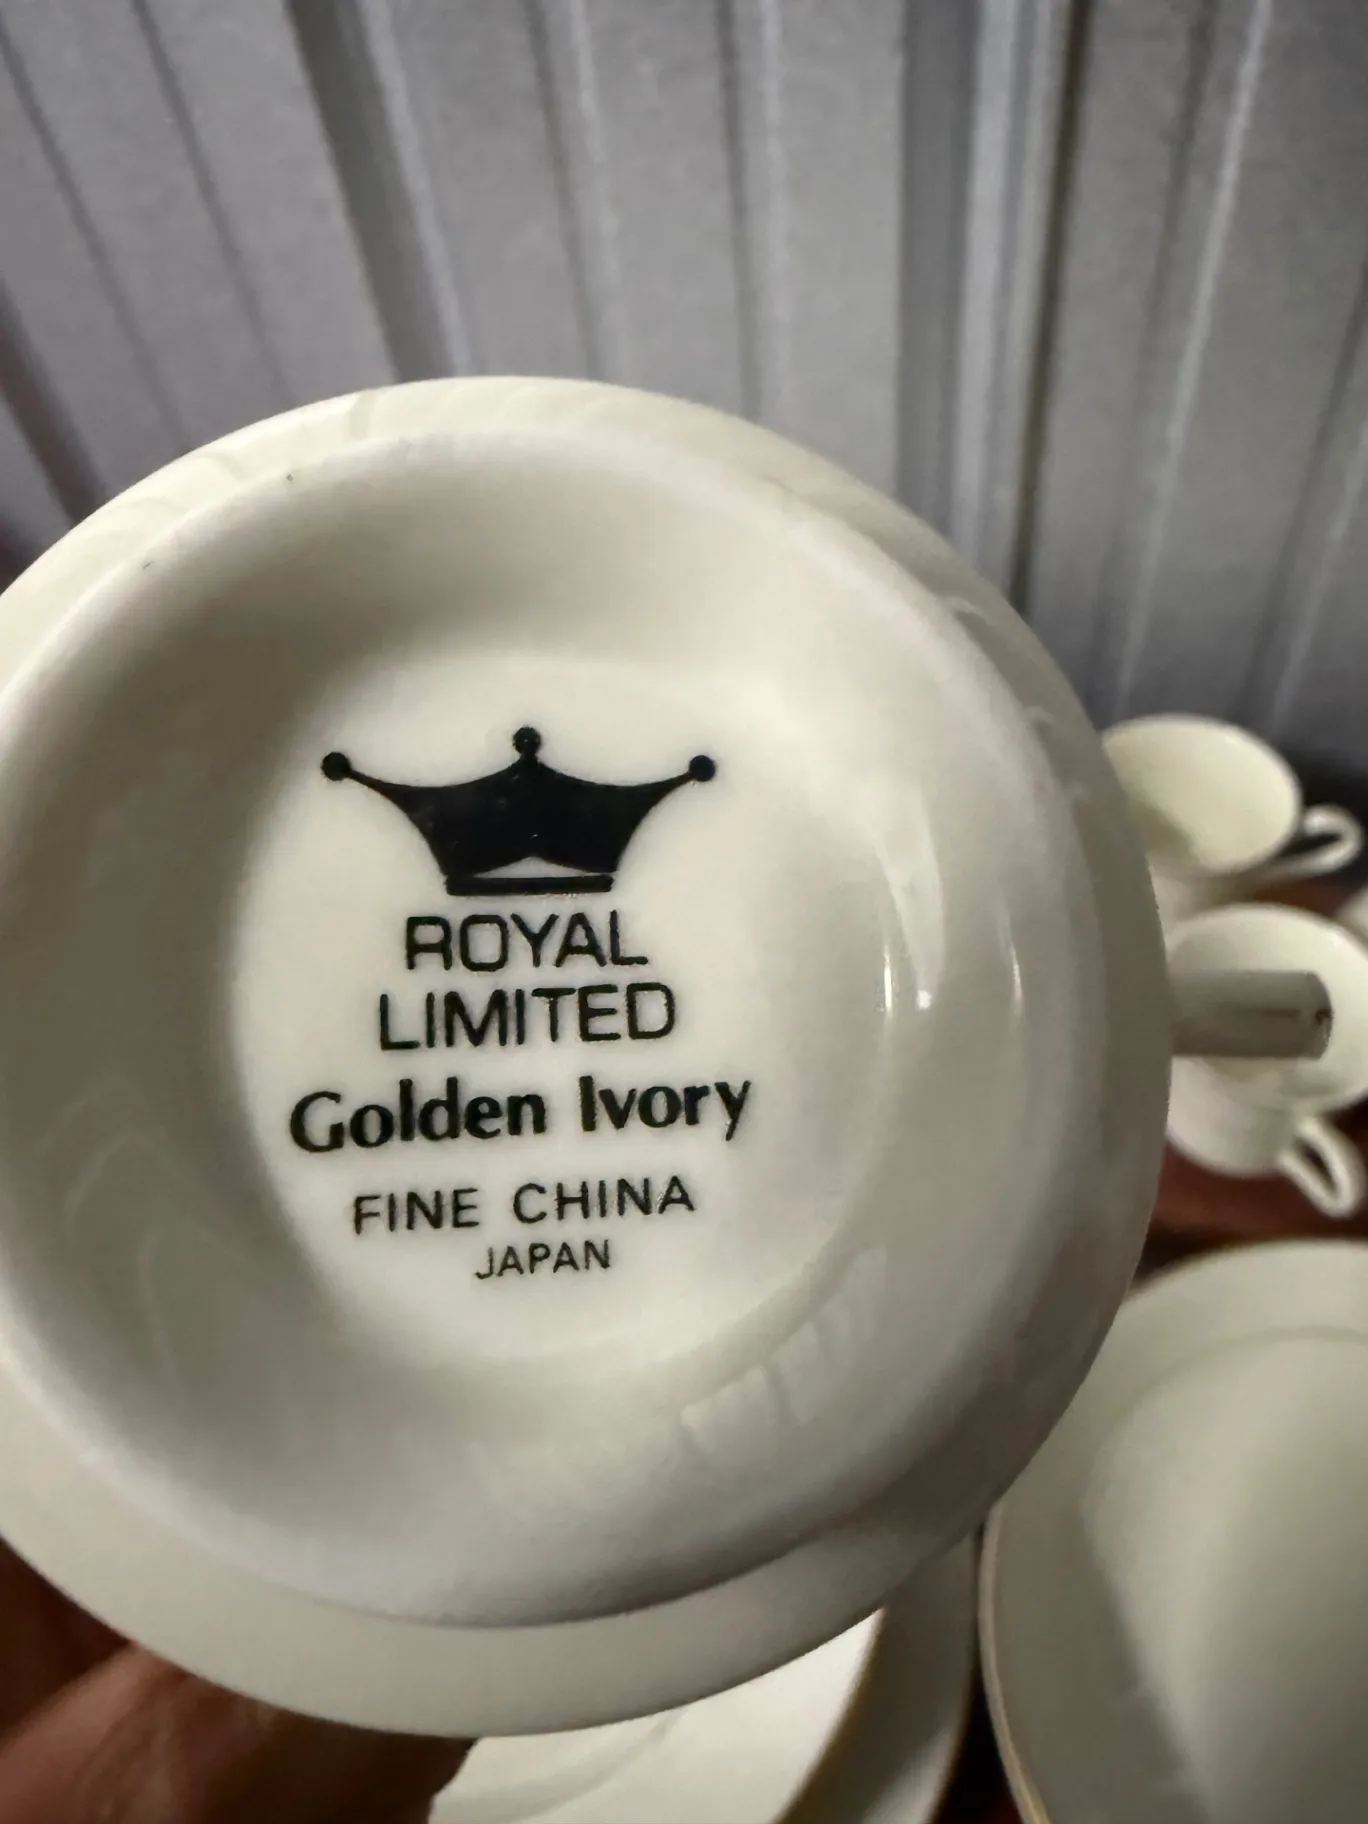 ROYAL
LIMITED
Golden Ivory
FINE CHINA
JAPAN